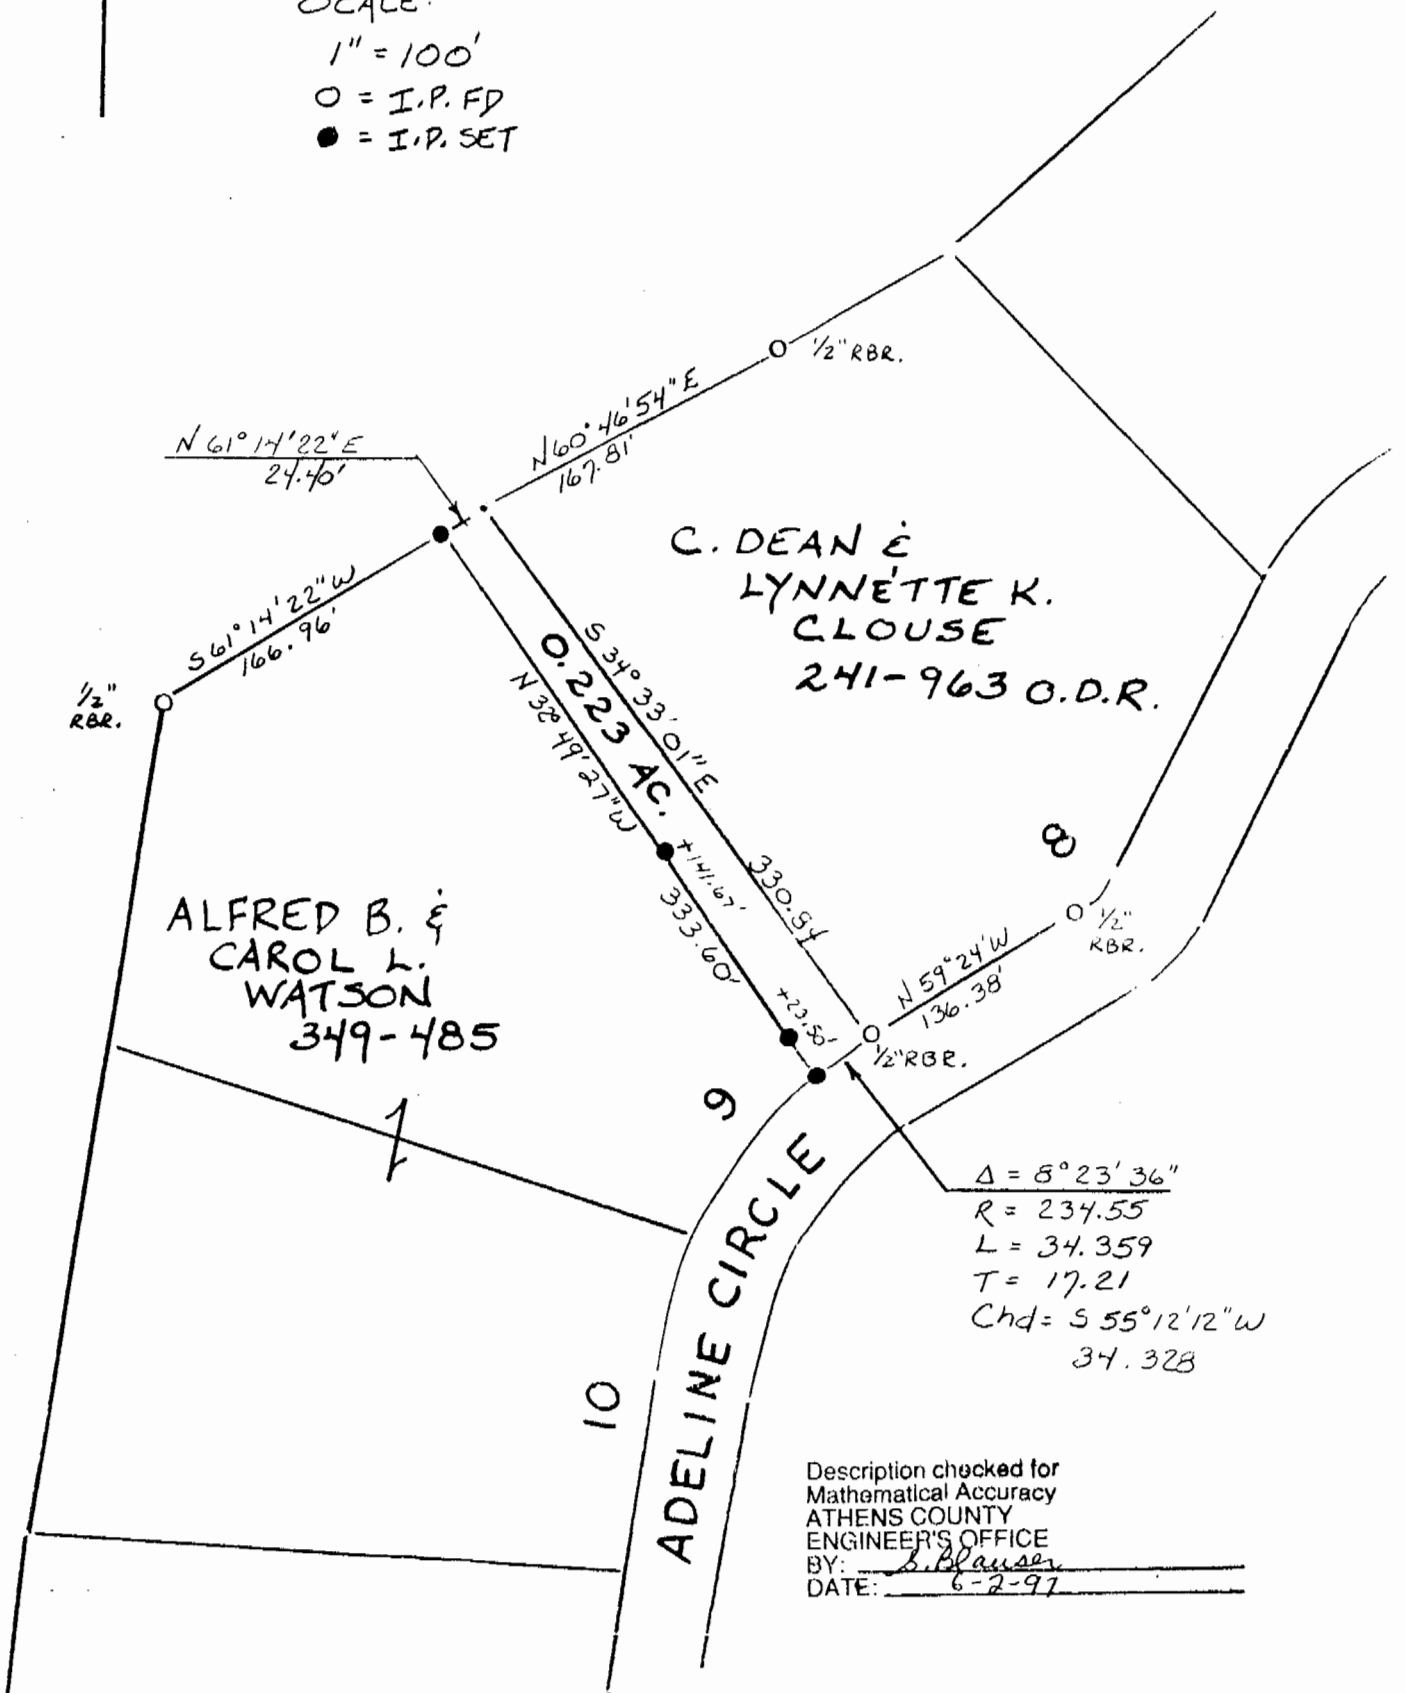 SCALE:
1" = 100'
O = I.P. FD
● = I.P. SET
1/2" RBR.
N 60° 46' 54" E
167.81'
N 61° 14' 22" E
24.40'
S 61° 14' 22" W
166.96'
1/2"
RBR.
C. DEAN &
LYNNETTE K.
CLOUSE
241-963 O.D.R.
S 34° 33' 01" E
330.84
0.223 AC.
N 32° 49' 27" W
333.60'
+141.67'
+23.58'
8
1/2"
RBR.
N 59° 24' W
136.38'
1/2" RBR.
ALFRED B. &
CAROL L.
WATSON
349-485
9
Δ = 8° 23' 36"
R = 234.55
L = 34.359
T = 17.21
Chd = S 55° 12' 12" W
34.328
ADELINE CIRCLE
10
Description checked for
Mathematical Accuracy
ATHENS COUNTY
ENGINEER'S OFFICE
BY: S. Blauser
DATE: 6-2-97